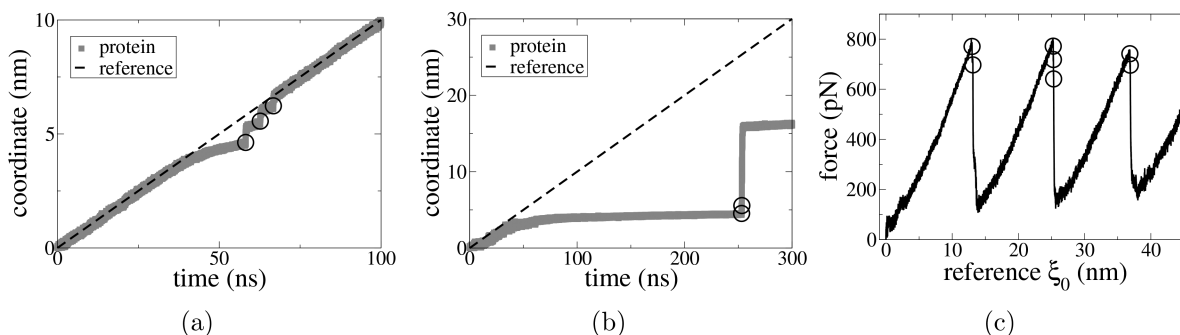 10
5
0
coordinate (nm)
protein
reference
0
50
100
time (ns)
(a)
30
20
10
0
coordinate (nm)
protein
reference
0
100
200
300
time (ns)
(b)
800
600
400
200
0
force (pN)
0
10
20
30
40
reference ξ₀ (nm)
(c)